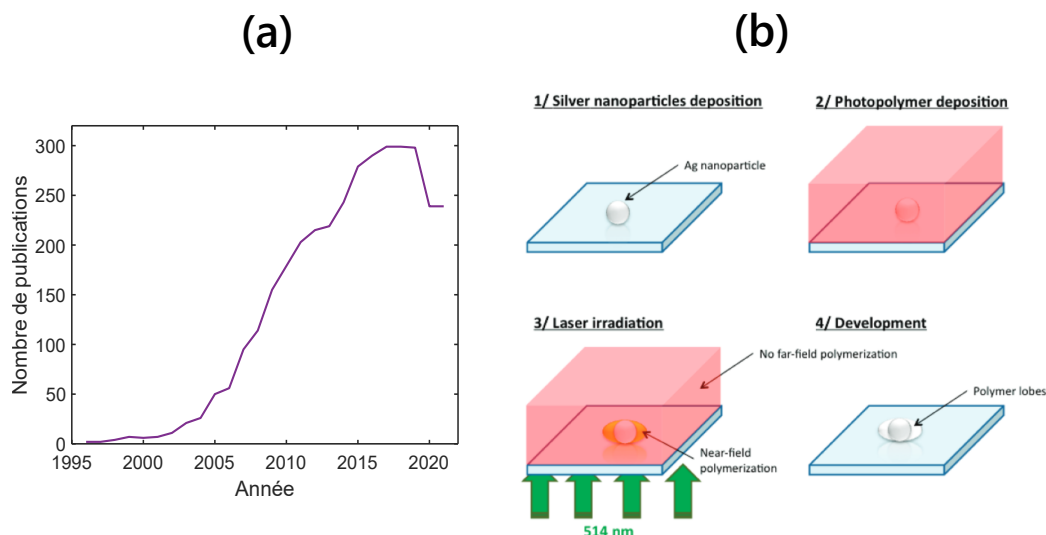 (a)
Nombre de publications
300
250
200
150
100
50
0
1995
2000
2005
2010
2015
2020
Année
(b)
1/ Silver nanoparticles deposition
Ag nanoparticle
2/ Photopolymer deposition
3/ Laser irradiation
No far-field polymerization
Near-field
polymerization
514 nm
4/ Development
Polymer lobes